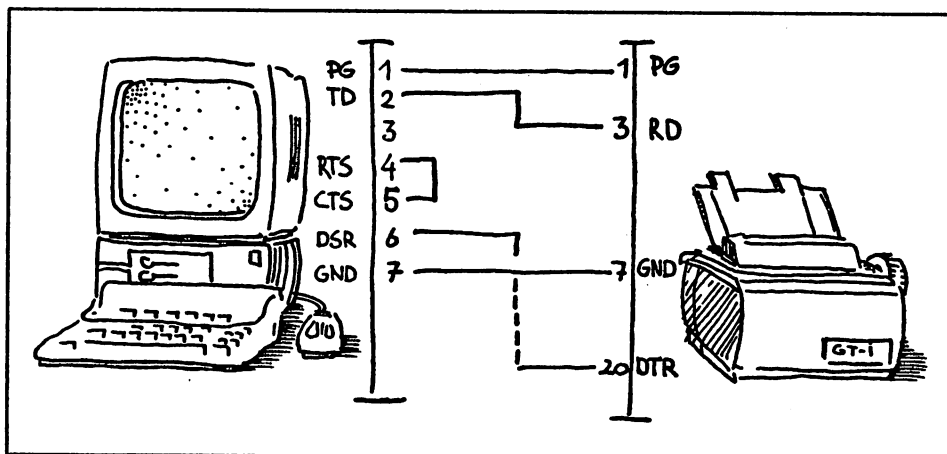 PG 1 1 PG
TD 2
3 3 RD
RTS 4
CTS 5
DSR 6
GND 7 7 GND
20 DTR
GT-i